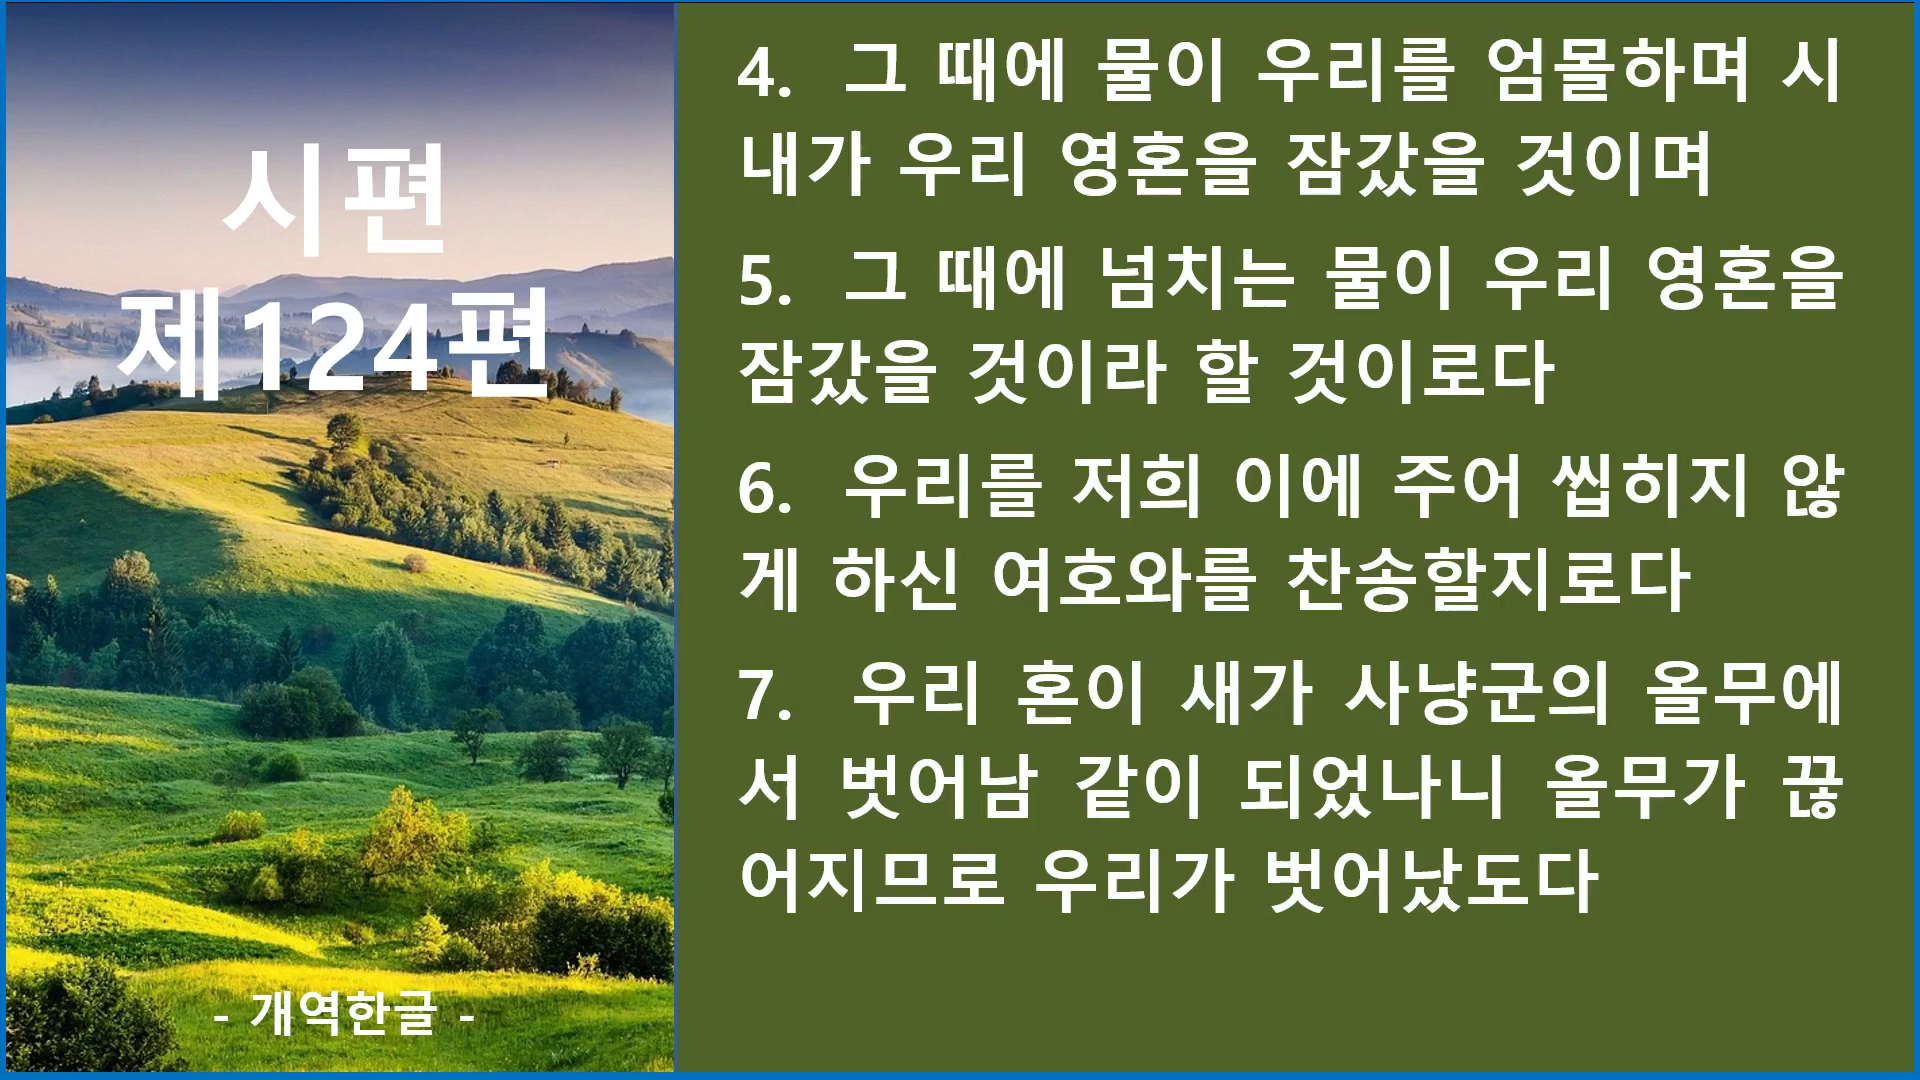 시편
제124편
- 개역한글 -
4. 그 때에 물이 우리를 엄몰하며 시
내가 우리 영혼을 잠갔을 것이며
5. 그 때에 넘치는 물이 우리 영혼을
잠갔을 것이라 할 것이로다
6. 우리를 저희 이에 주어 씹히지 않
게 하신 여호와를 찬송할지로다
7. 우리 혼이 새가 사냥군의 올무에
서 벗어남 같이 되었나니 올무가 끊
어지므로 우리가 벗어났도다